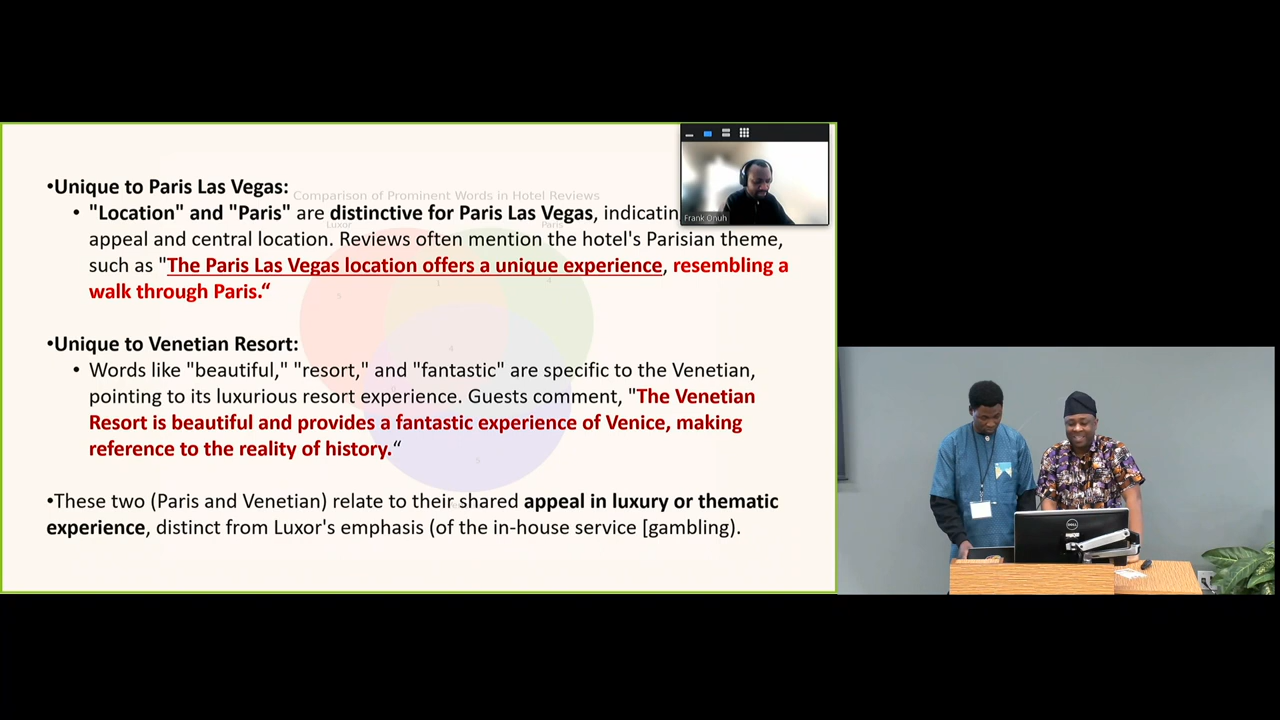 •Unique to Paris Las Vegas:
Comparison of Prominent Words in Hotel Reviews
• "Location" and "Paris" are distinctive for Paris Las Vegas,
Luxor
Paris
appeal and central location. Reviews often mention the hotel's Parisian theme,
such as "The Paris Las Vegas location offers a unique experience, resembling a
walk through Paris.“
•Unique to Venetian Resort:
• Words like "beautiful," "resort," and "fantastic" are specific to the Venetian,
pointing to its luxurious resort experience. Guests comment, "The Venetian
Resort is beautiful and provides a fantastic experience of Venice, making
reference to the reality of history.“
•These two (Paris and Venetian) relate to their shared appeal in luxury or thematic
experience, distinct from Luxor's emphasis (of the in-house service [gambling).
Frank Onuh
DELL